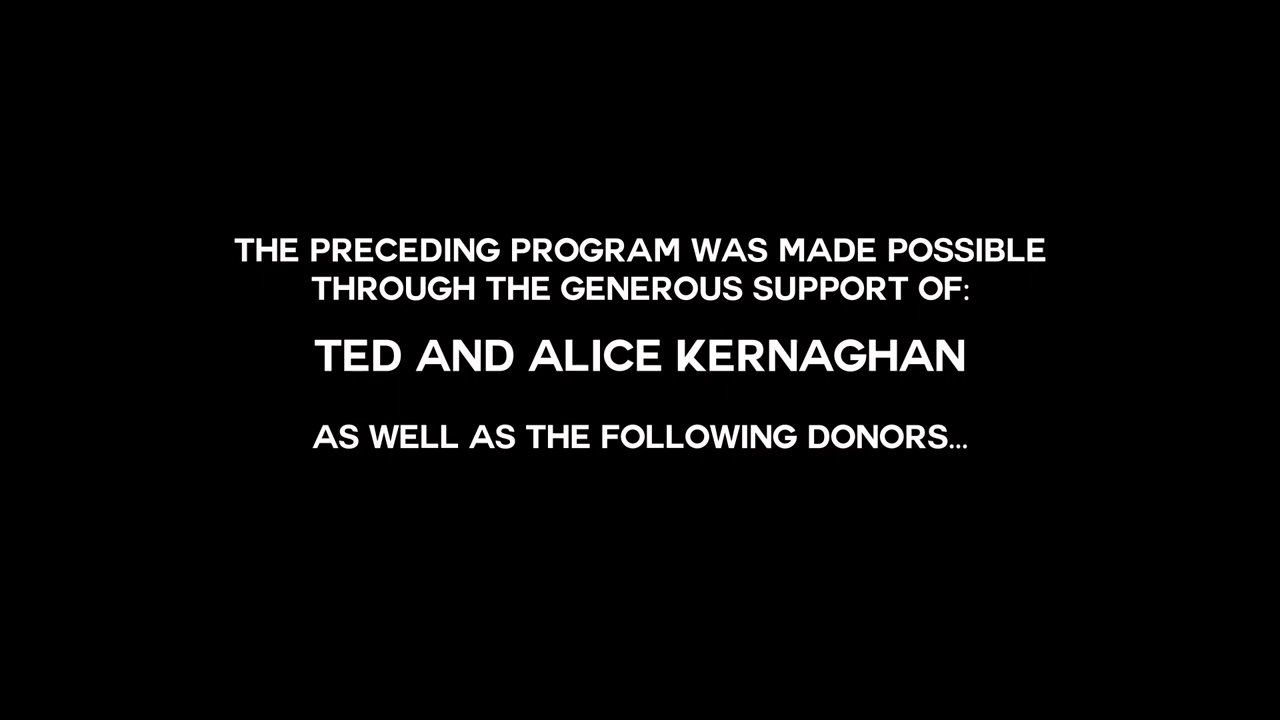 THE PRECEDING PROGRAM WAS MADE POSSIBLE
THROUGH THE GENEROUS SUPPORT OF:
TED AND ALICE KERNAGHAN
AS WELL AS THE FOLLOWING DONORS...